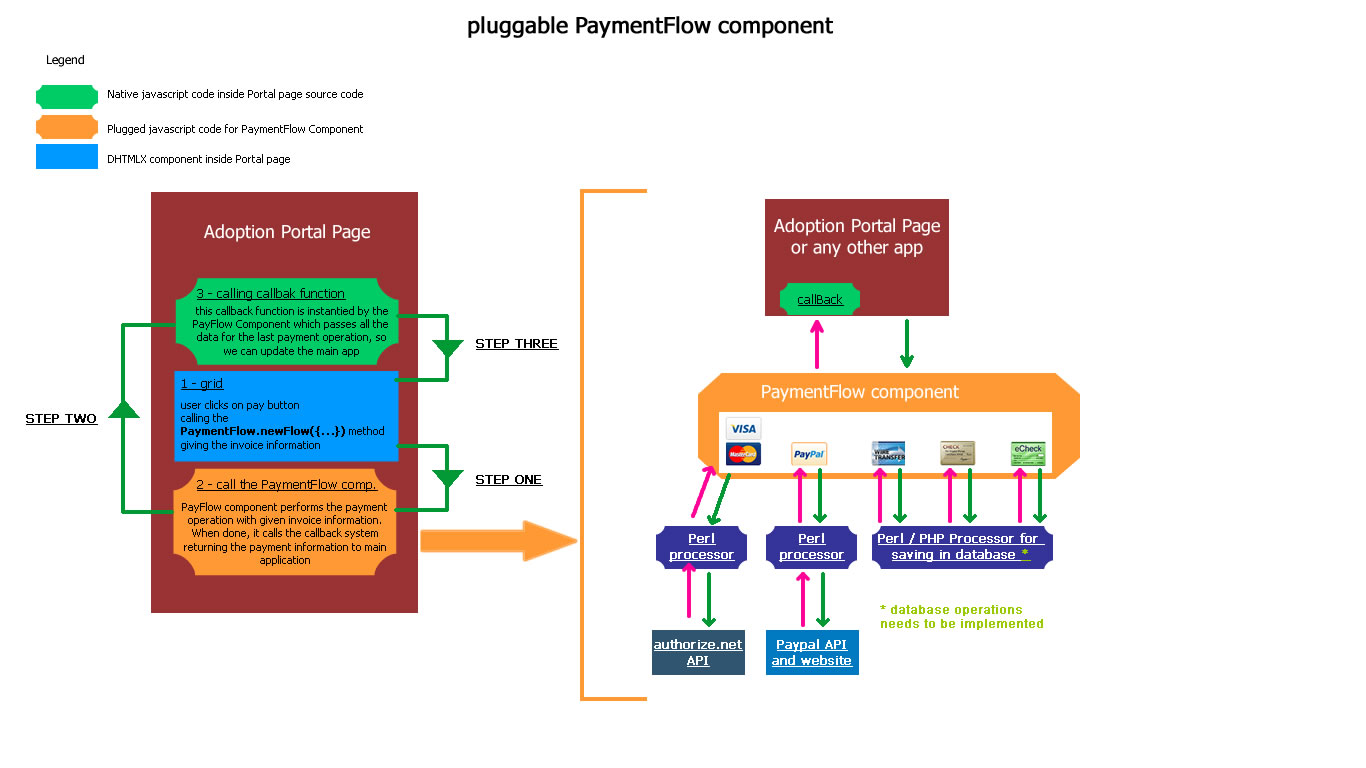 pluggable PaymentFlow component
Legend
Native javascript code inside Portal page source code
Plugged javascript code for PaymentFlow Component
DHTMLX component inside Portal page
Adoption Portal Page
3 - calling callbak function
this callback function is instantied by the
PayFlow Component which passes all the
data for the last payment operation, so
we can update the main app
STEP THREE
1 - grid
user clicks on pay button
calling the
PaymentFlow.newFlow({...}) method
giving the invoice information
STEP TWO
STEP ONE
2 - call the PaymentFlow comp.
PayFlow component performs the payment
operation with given invoice information.
When done, it calls the callback system
returning the payment information to main
application
Adoption Portal Page
or any other app
callBack
PaymentFlow component
VISA
MasterCard
PayPal
WIRE
TRANSFER
CHECK
eCheck
Perl
processor
Perl
processor
Perl / PHP Processor for
saving in database *
* database operations
needs to be implemented
authorize.net
API
Paypal API
and website